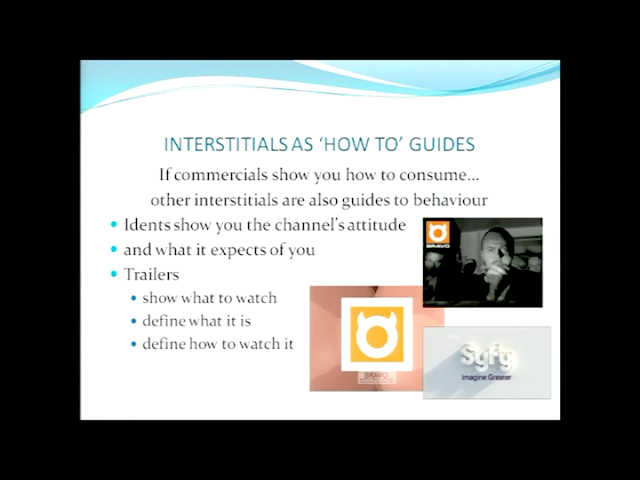 INTERSTITIALS AS ‘HOW TO’ GUIDES
If commercials show you how to consume...
other interstitials are also guides to behaviour
Idents show you the channel’s attitude
and what it expects of you
Trailers
show what to watch
define what it is
define how to watch it
BRAVO
BRAVO
Syfy
Imagine Greater